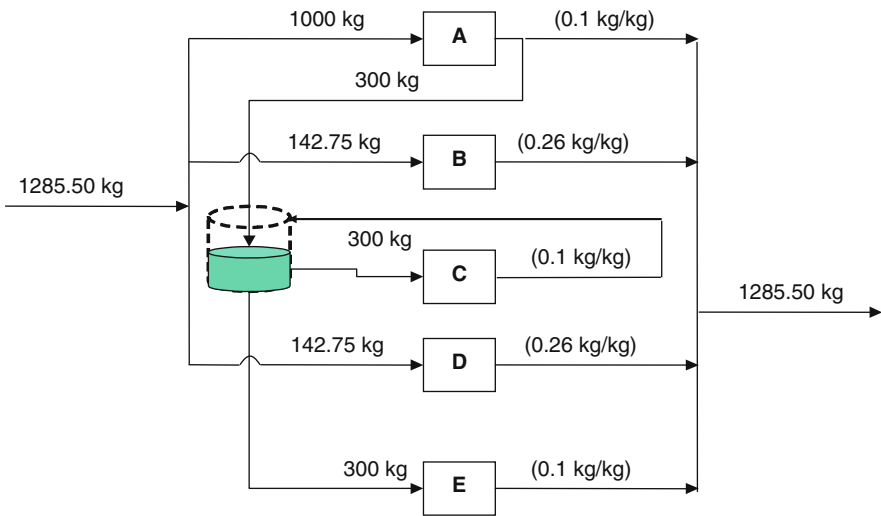 1000 kg
A
(0.1 kg/kg)
300 kg
142.75 kg
B
(0.26 kg/kg)
1285.50 kg
300 kg
C
(0.1 kg/kg)
1285.50 kg
142.75 kg
D
(0.26 kg/kg)
300 kg
E
(0.1 kg/kg)